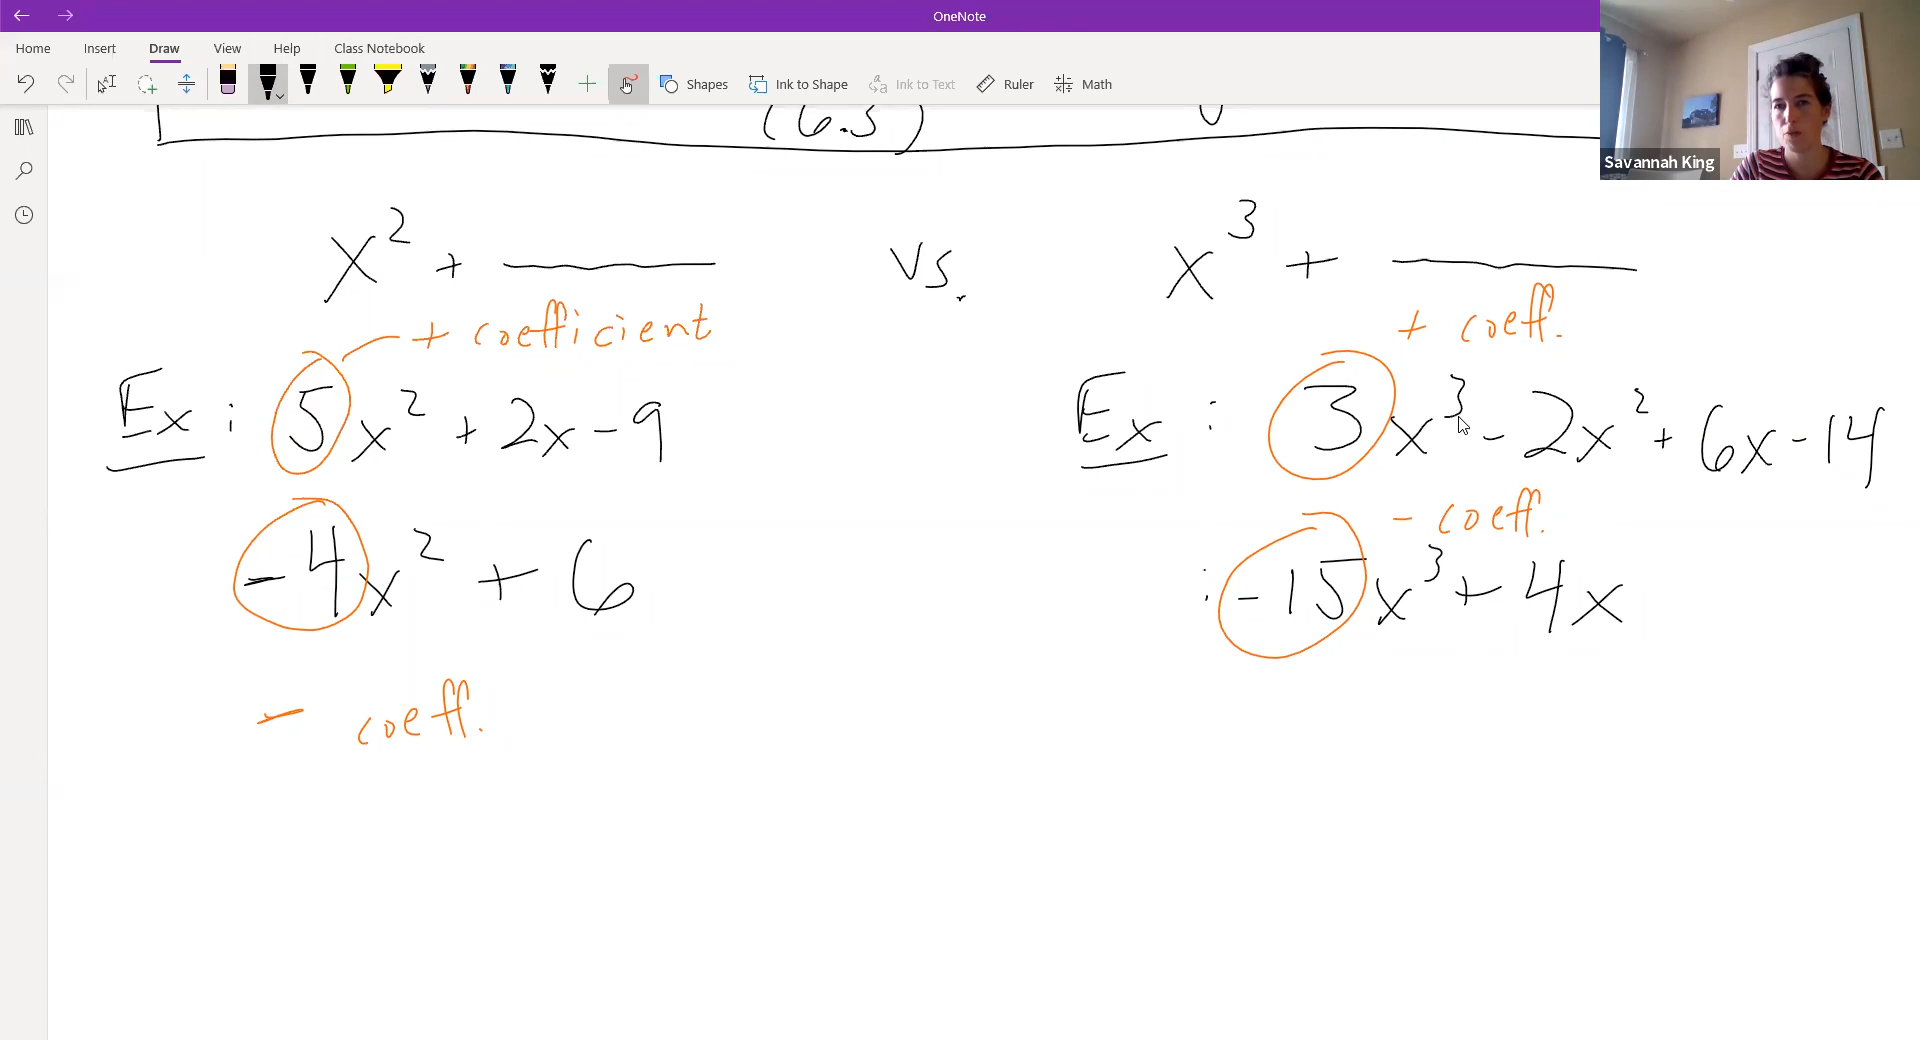 OneNote
Home Insert Draw View Help Class Notebook
Shapes Ink to Shape Ink to Text Ruler Math
Savannah King
(6.5)
x² + ______ vs. x³ + ______
+ coefficient
+ coeff.
Ex: 5x² + 2x - 9
Ex: 3x³ - 2x² + 6x - 14
- coeff.
-4x² + 6
: -15x³ + 4x
- coeff.